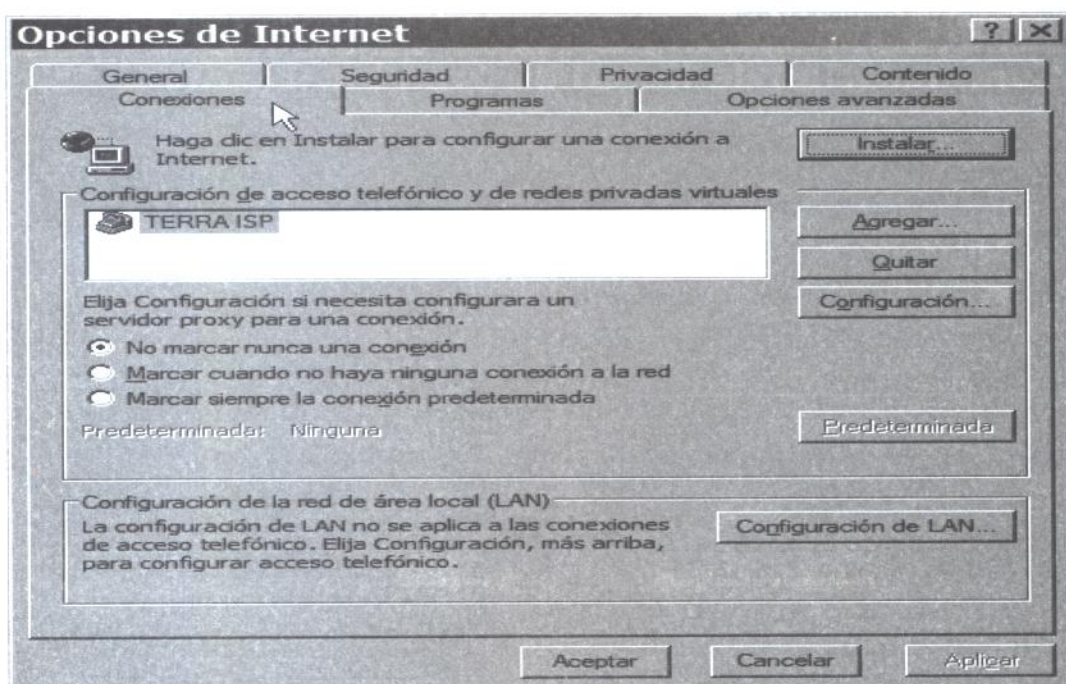 Opciones de Internet
General Seguridad Privacidad Contenido
Conexiones Programas Opciones avanzadas
Haga clic en Instalar para configurar una conexión a
Internet.
Instalar...
Configuración de acceso telefónico y de redes privadas virtuales
TERRA ISP
Agregar...
Quitar
Elija Configuración si necesita configurara un
servidor proxy para una conexión.
Configuración...
No marcar nunca una conexión
Marcar cuando no haya ninguna conexión a la red
Marcar siempre la conexión predeterminada
Predeterminada: Ninguna
Predeterminada
Configuración de la red de área local (LAN)
La configuración de LAN no se aplica a las conexiones
de acceso telefónico. Elija Configuración, más arriba,
para configurar acceso telefónico.
Configuración de LAN...
Aceptar Cancelar Aplicar